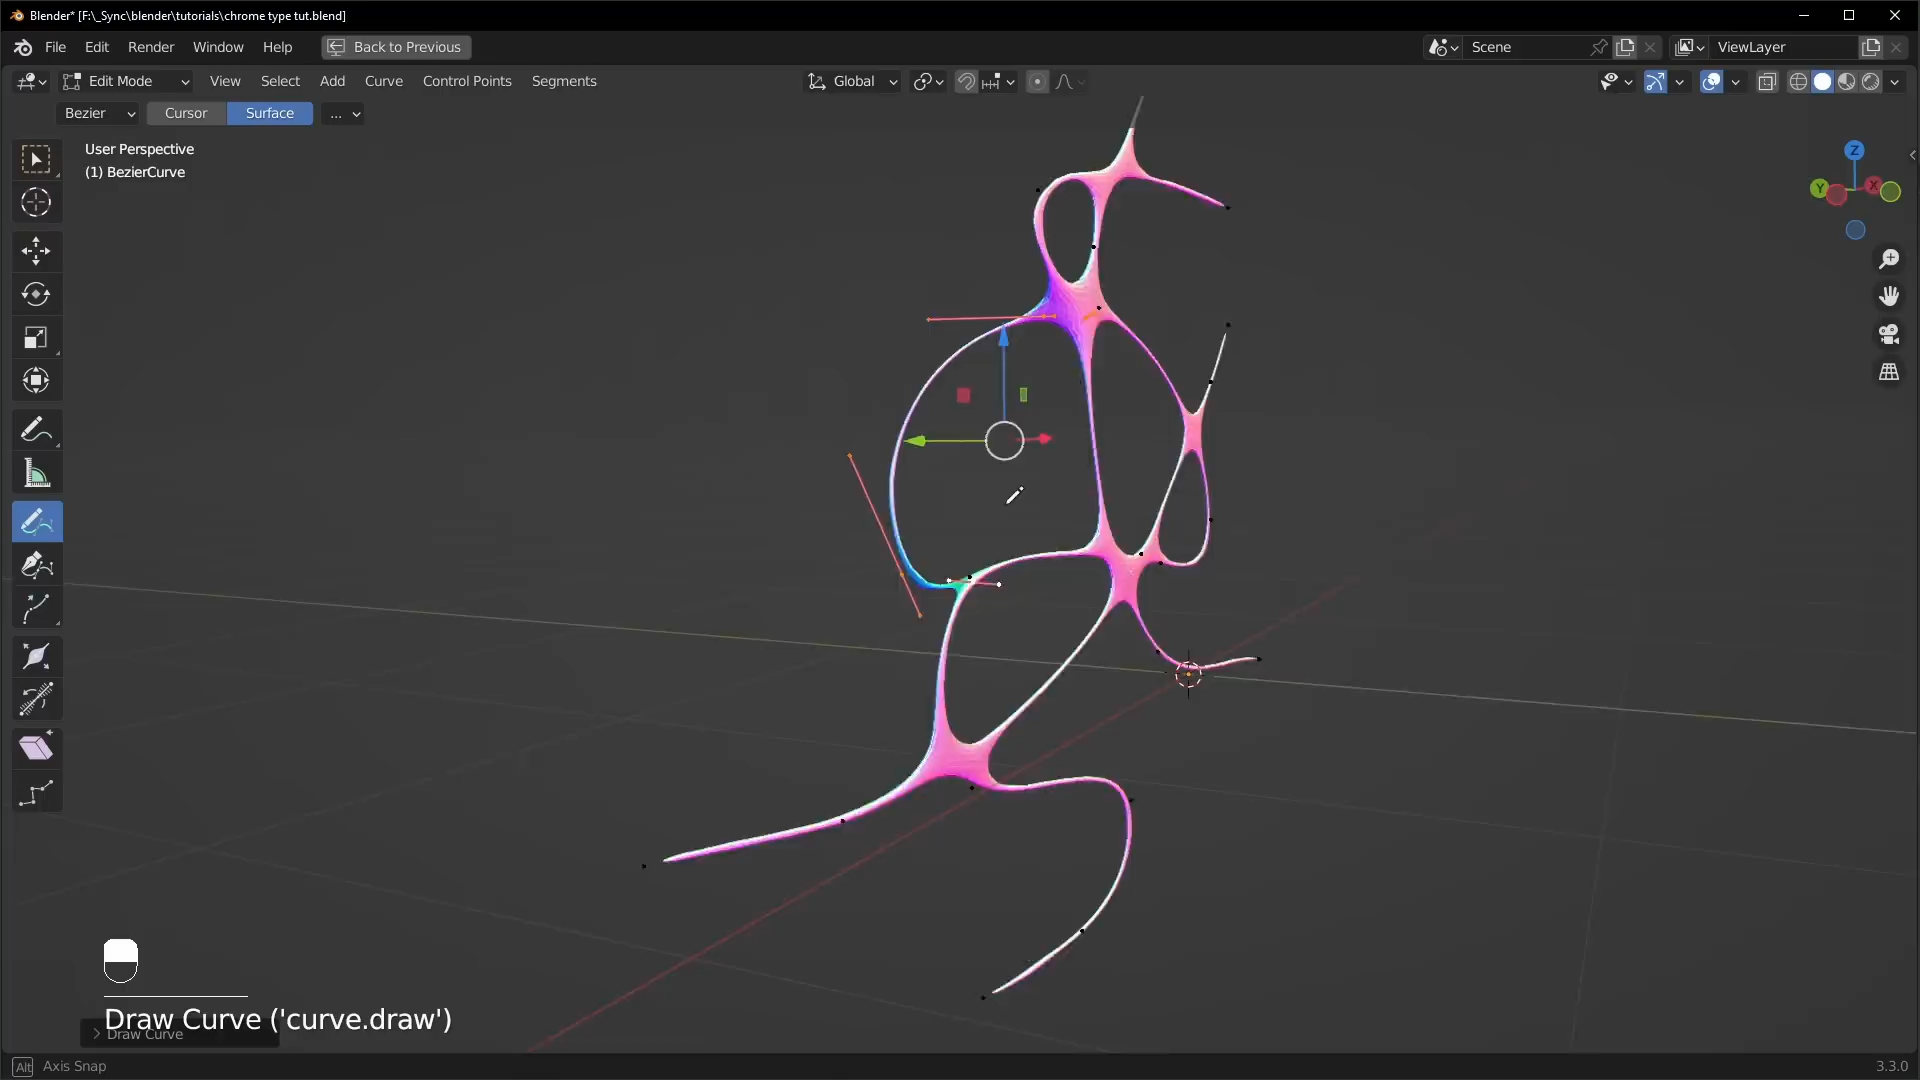 Blender* [F:\_Sync\blender\tutorials\chrome type tut.blend]
File Edit Render Window Help Back to Previous Scene ViewLayer
Edit Mode View Select Add Curve Control Points Segments Global
Bezier Cursor Surface ...
User Perspective
(1) BezierCurve
Z
Y X
Draw Curve ('curve.draw')
Draw Curve
Alt Axis Snap 3.3.0